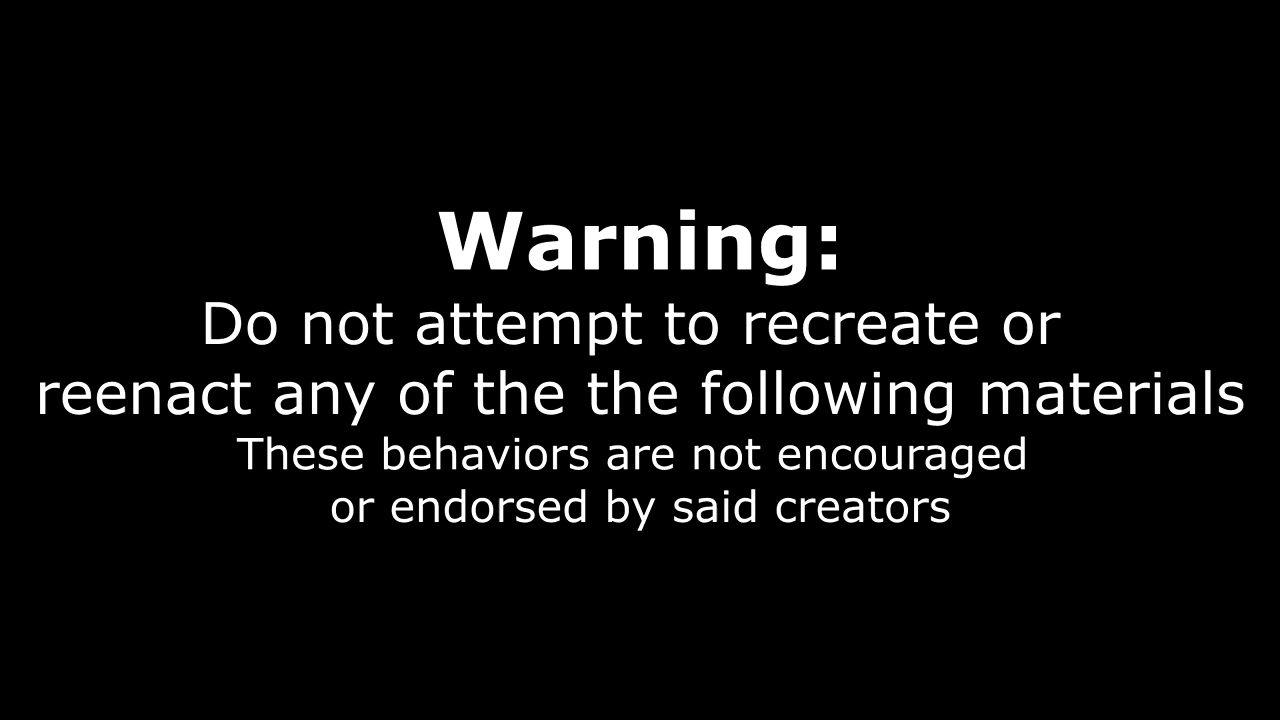 Warning:
Do not attempt to recreate or
reenact any of the the following materials
These behaviors are not encouraged
or endorsed by said creators